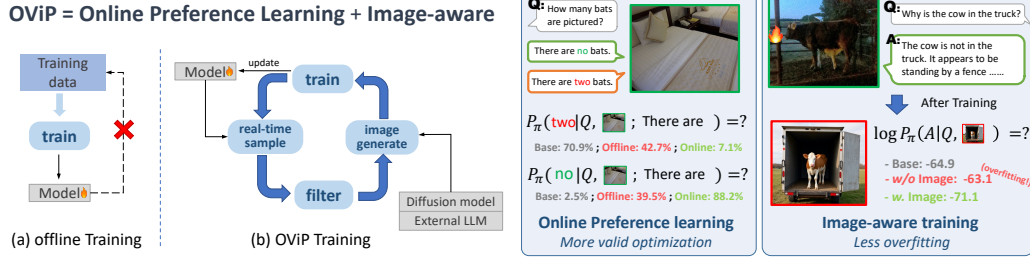 OViP = Online Preference Learning + Image-aware
Training
data
train
Model
(a) offline Training
Model
update
train
real-time
sample
image
generate
filter
Diffusion model
External LLM
(b) OViP Training
Q:
How many bats
are pictured?
There are no bats.
There are two bats.
Pπ(two|Q, ; There are ) =?
Base: 70.9% ; Offline: 42.7% ; Online: 7.1%
Pπ(no|Q, ; There are ) =?
Base: 2.5% ; Offline: 39.5% ; Online: 88.2%
Online Preference learning
More valid optimization
Q: Why is the cow in the truck?
A: The cow is not in the
truck. It appears to be
standing by a fence ......
After Training
log Pπ(A|Q, ) =?
- Base: -64.9
- w/o Image: -63.1
(overfitting!)
- w. Image: -71.1
Image-aware training
Less overfitting